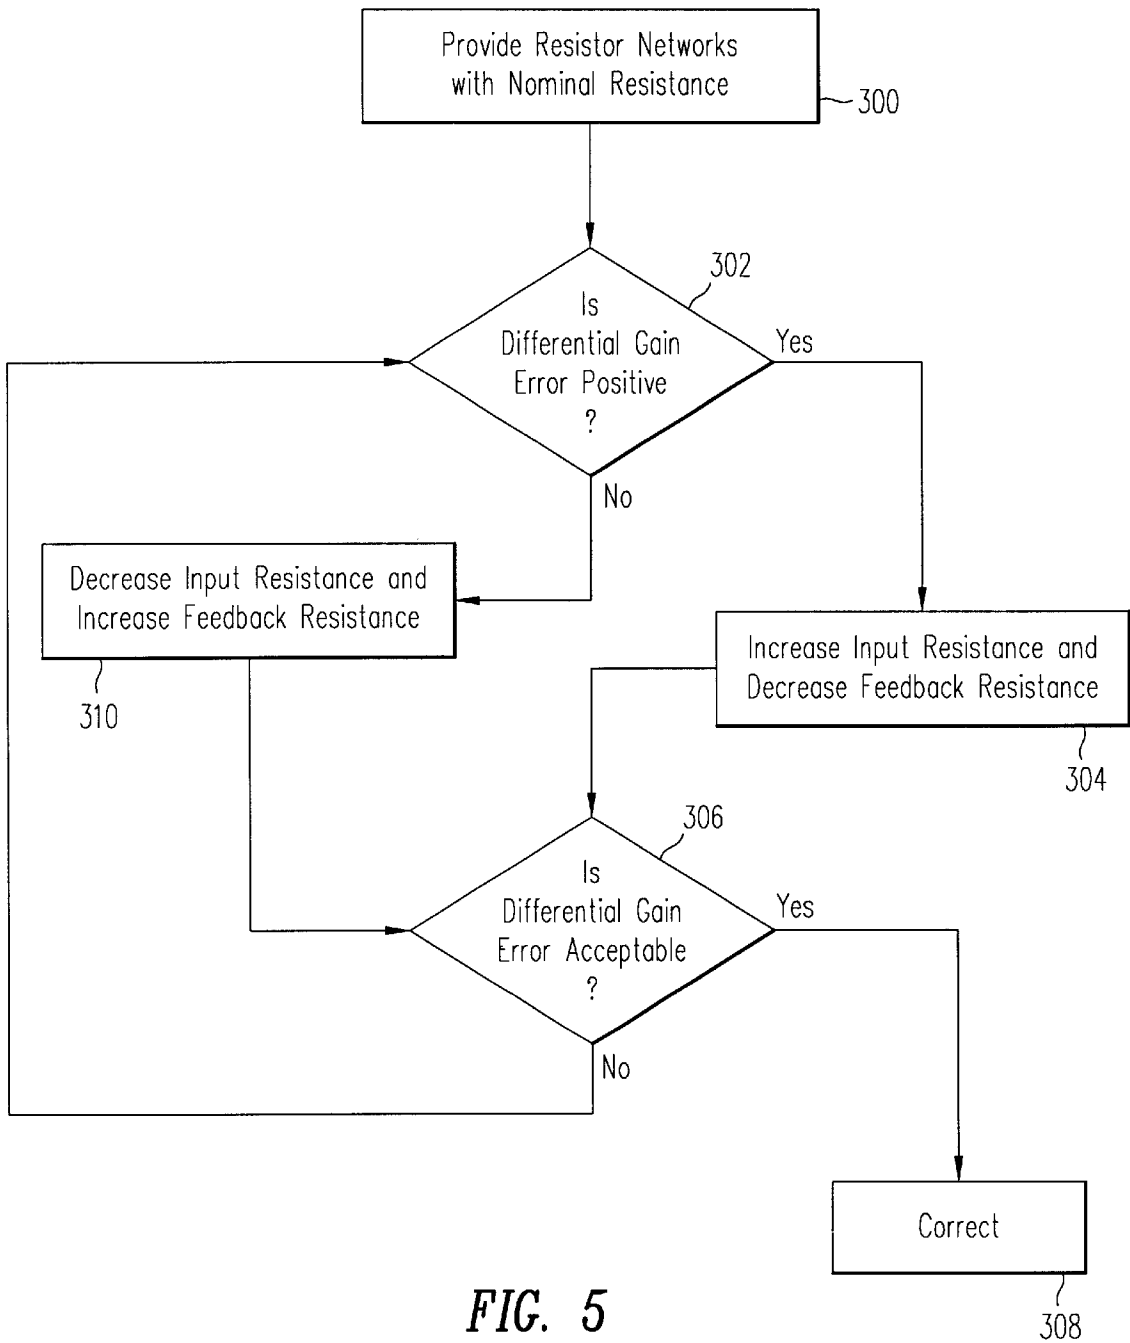 Provide Resistor Networks
with Nominal Resistance
300
302
Is
Differential Gain
Error Positive
?
Yes
No
Decrease Input Resistance and
Increase Feedback Resistance
310
Increase Input Resistance and
Decrease Feedback Resistance
304
306
Is
Differential Gain
Error Acceptable
?
Yes
No
Correct
308
FIG. 5